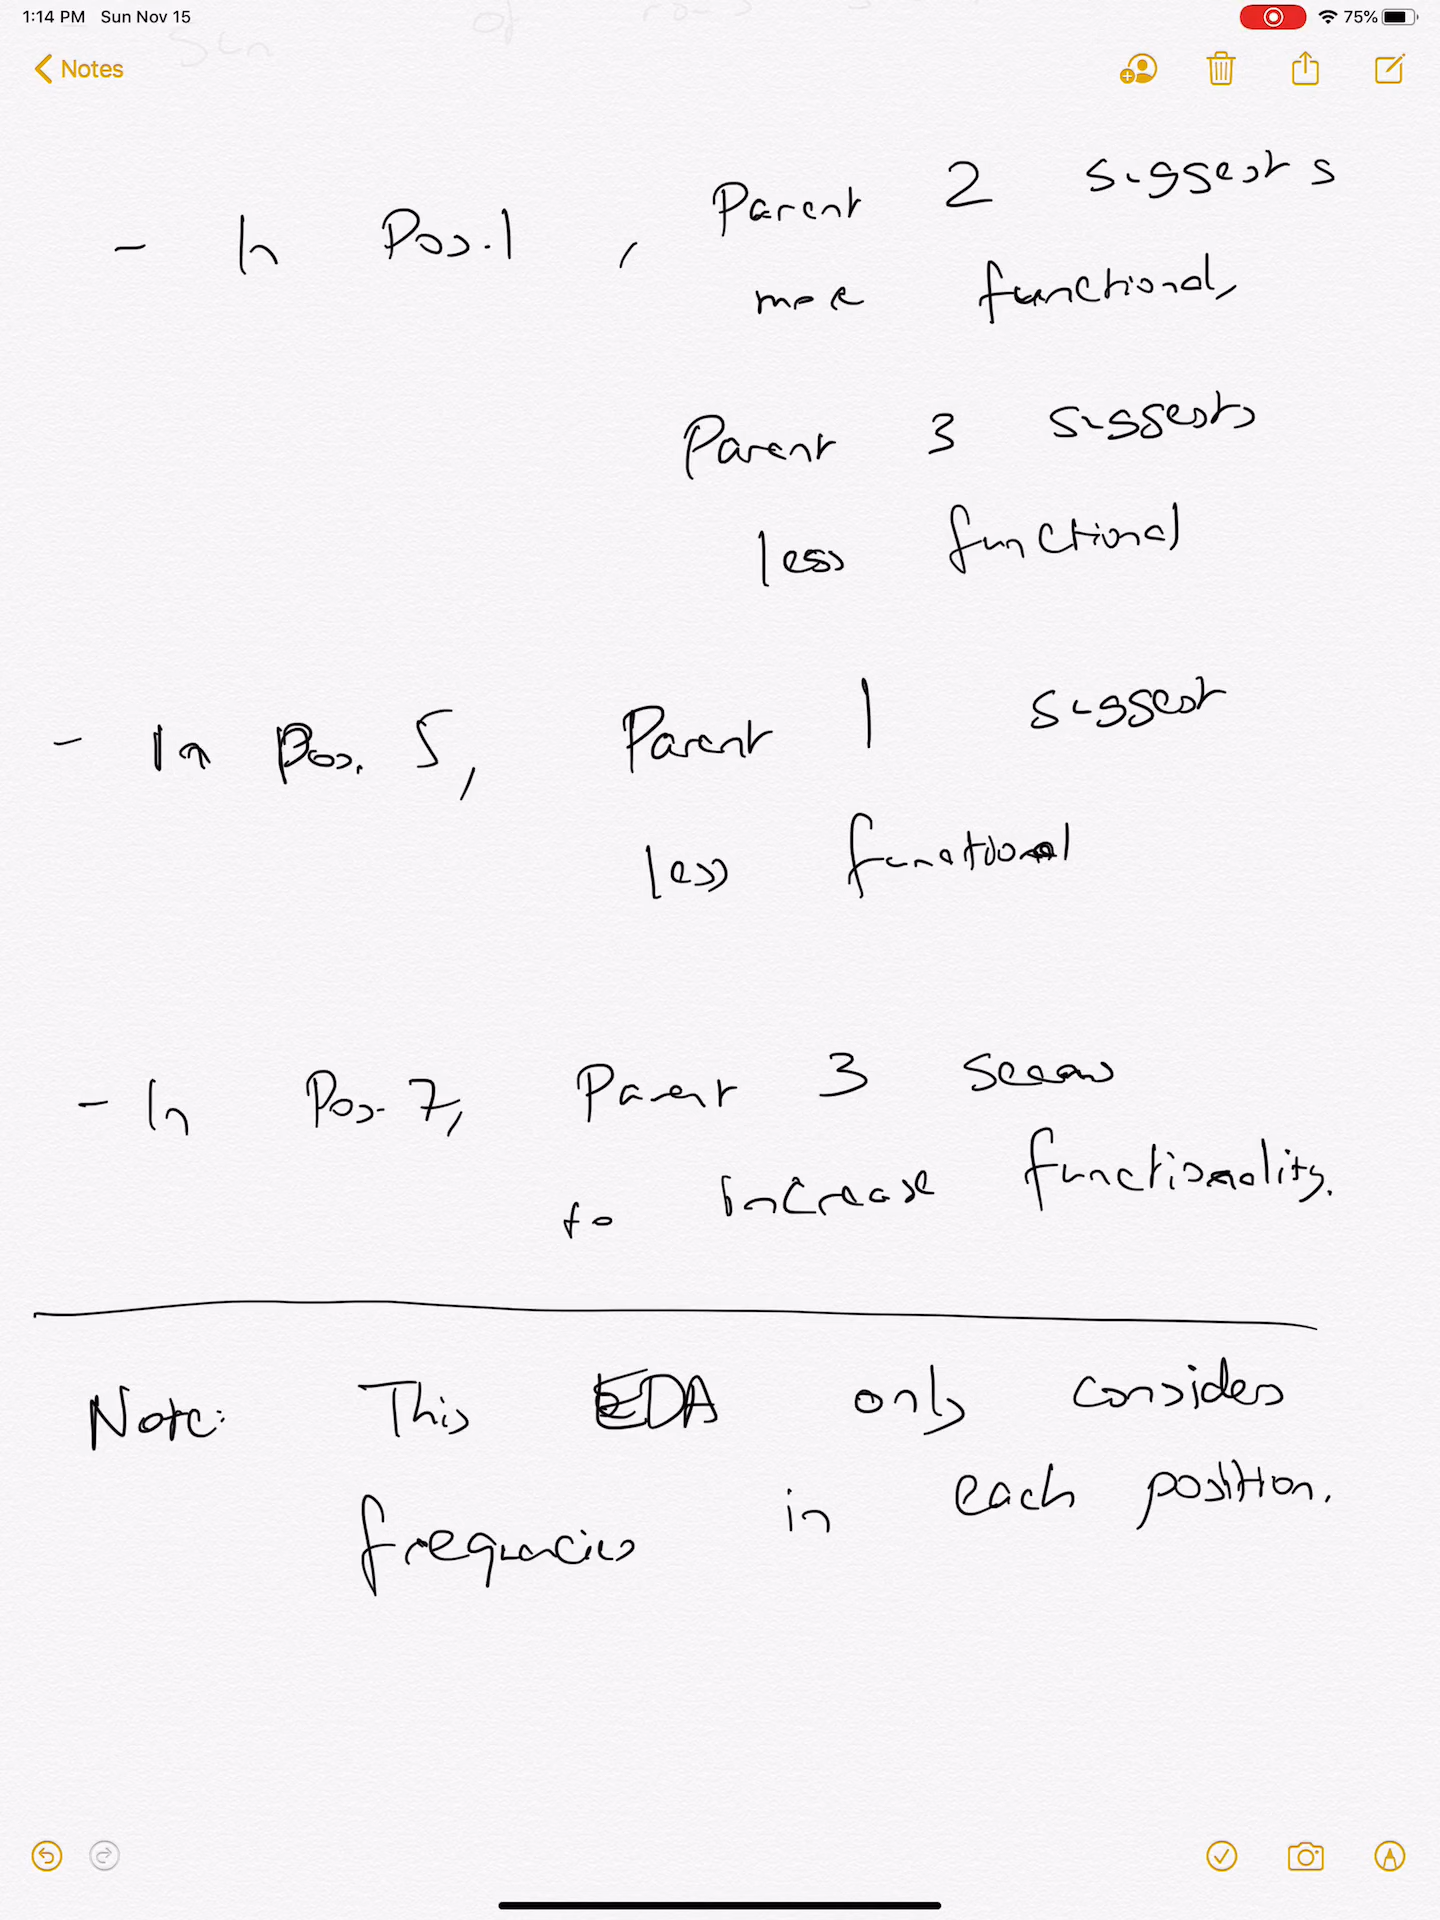 1:14 PM Sun Nov 15
75%
Notes
- In Pos.1 , Parent 2 suggests
more functional,
Parent 3 suggests
less functional
- In Pos. 5, Parent 1 suggest
less functional
- In Pos. 7, Parent 3 seems
to increase functionality.
Note: This EDA only considers
frequencies in each position.